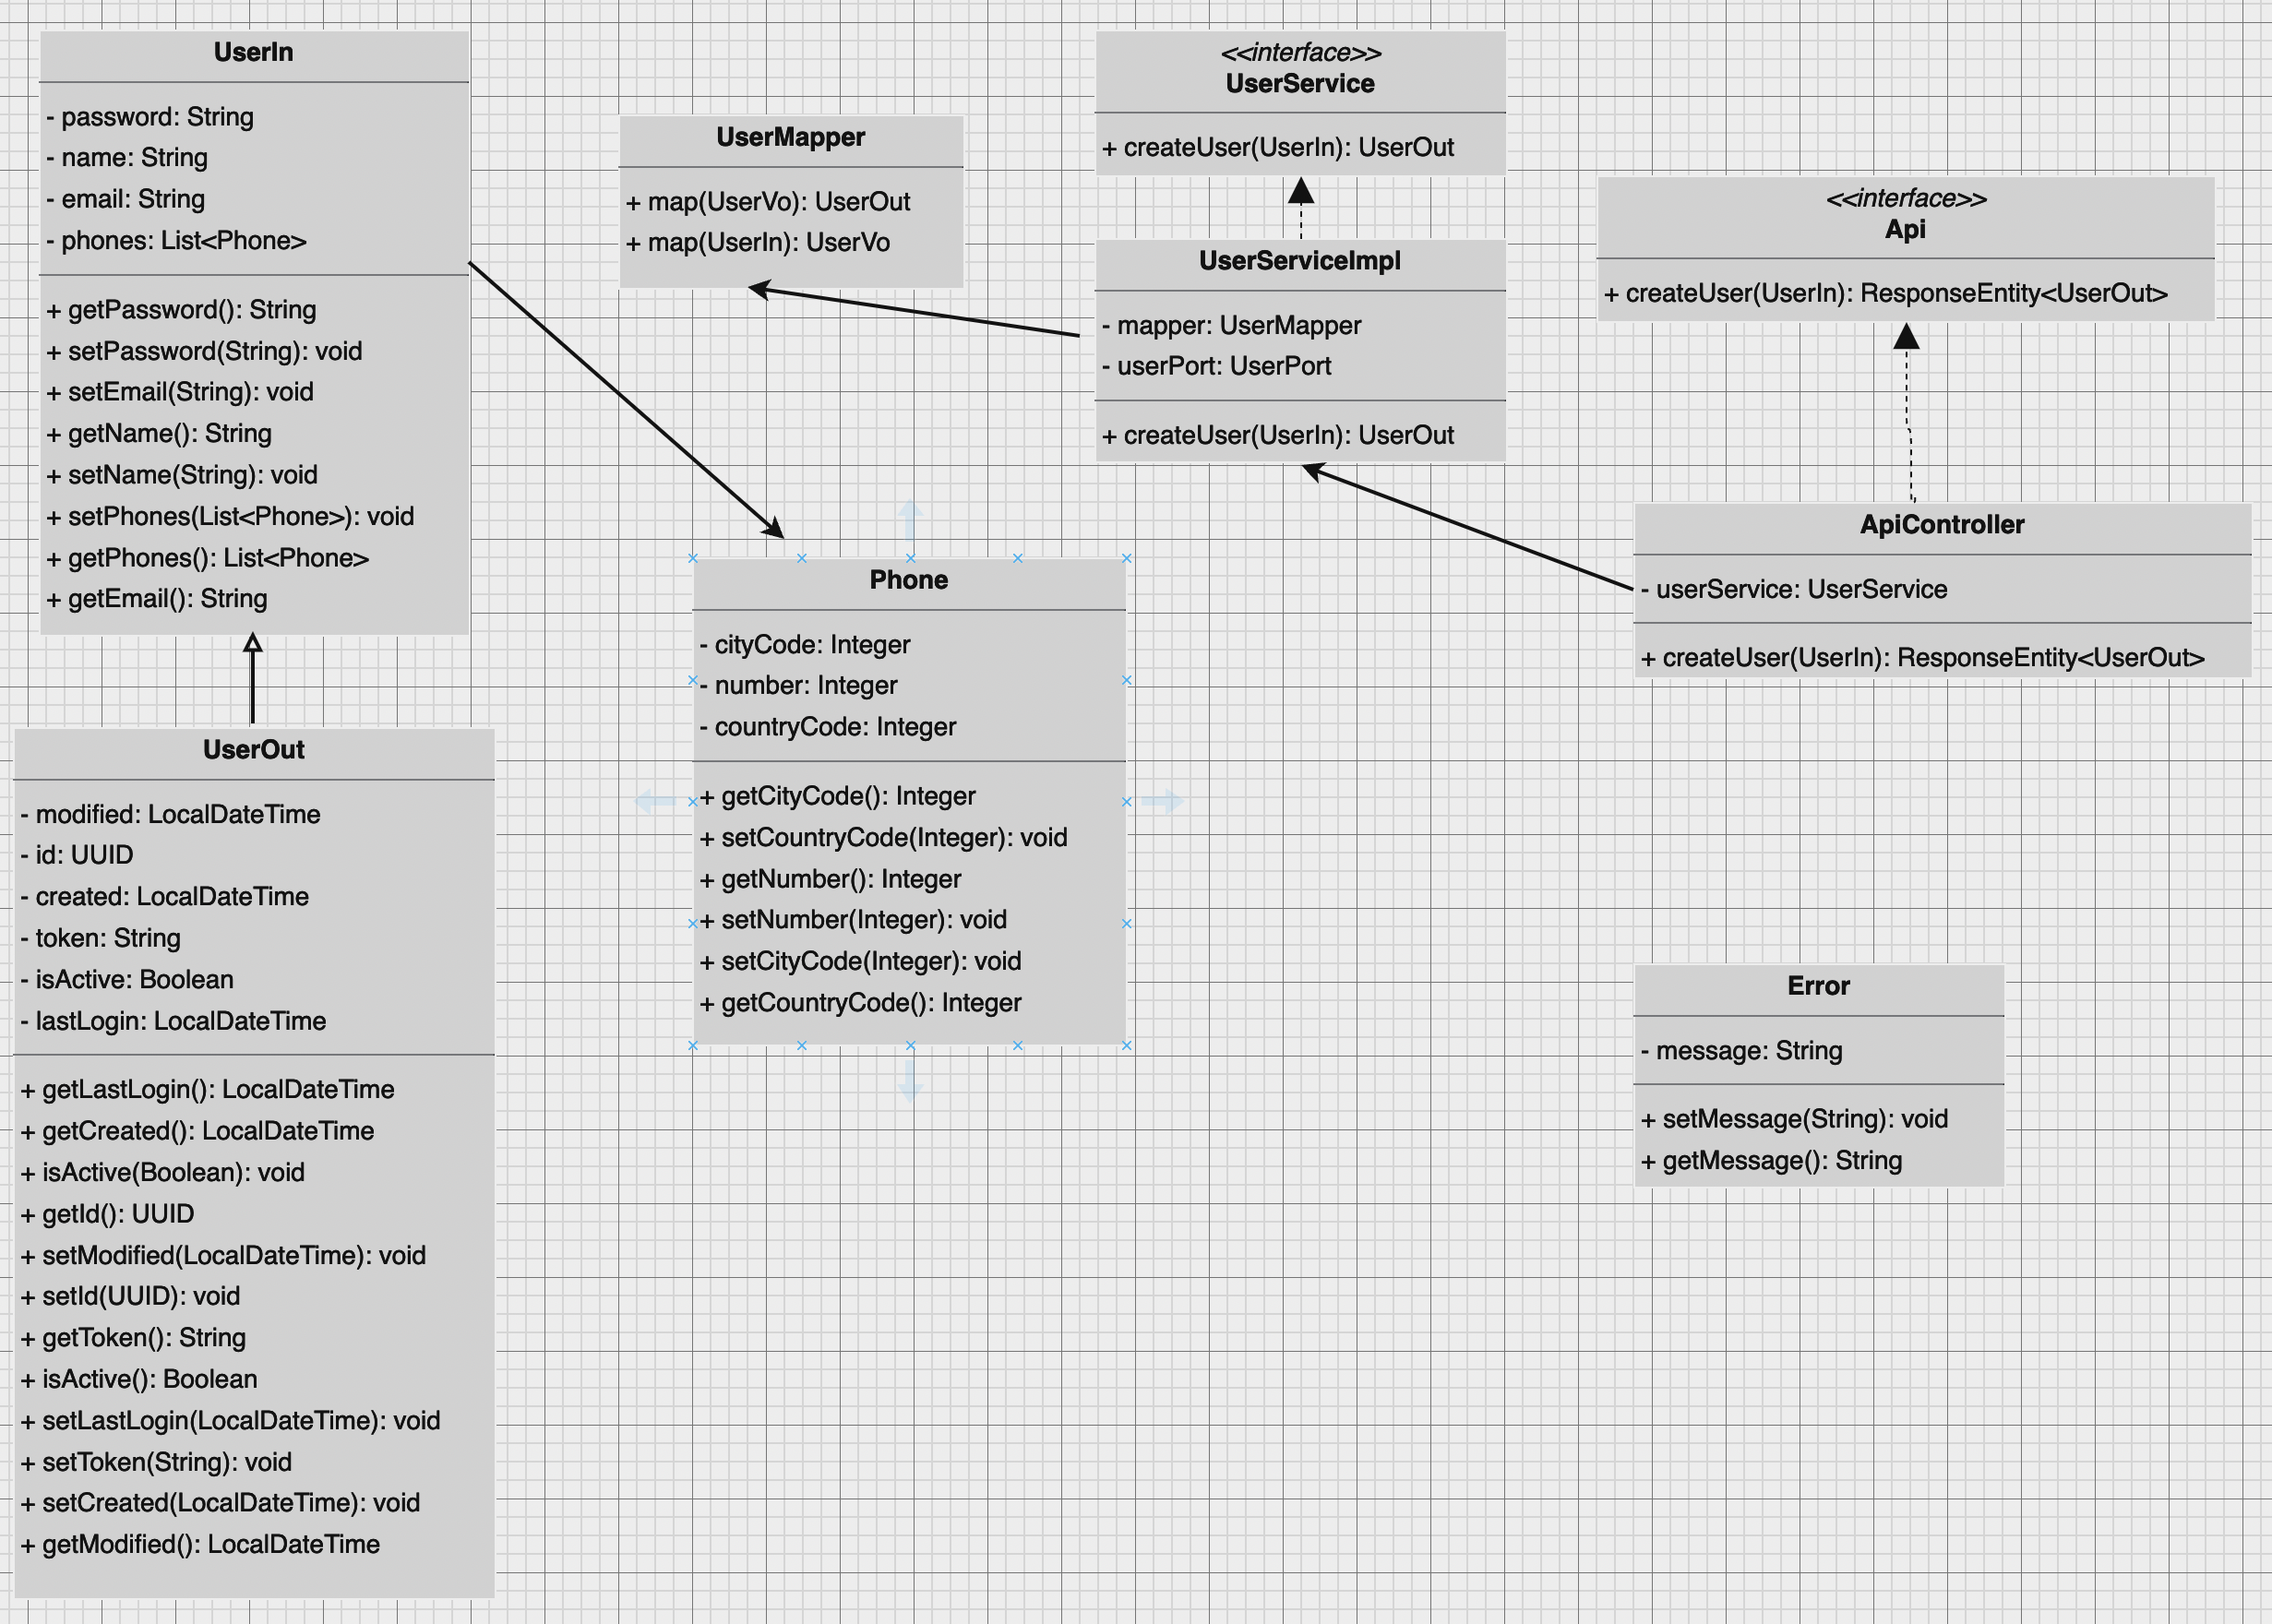 UserIn
- password: String
- name: String
- email: String
- phones: List<Phone>
+ getPassword(): String
+ setPassword(String): void
+ setEmail(String): void
+ getName(): String
+ setName(String): void
+ setPhones(List<Phone>): void
+ getPhones(): List<Phone>
+ getEmail(): String
UserOut
- modified: LocalDateTime
- id: UUID
- created: LocalDateTime
- token: String
- isActive: Boolean
- lastLogin: LocalDateTime
+ getLastLogin(): LocalDateTime
+ getCreated(): LocalDateTime
+ isActive(Boolean): void
+ getId(): UUID
+ setModified(LocalDateTime): void
+ setId(UUID): void
+ getToken(): String
+ isActive(): Boolean
+ setLastLogin(LocalDateTime): void
+ setToken(String): void
+ setCreated(LocalDateTime): void
+ getModified(): LocalDateTime
UserMapper
+ map(UserVo): UserOut
+ map(UserIn): UserVo
Phone
- cityCode: Integer
- number: Integer
- countryCode: Integer
+ getCityCode(): Integer
+ setCountryCode(Integer): void
+ getNumber(): Integer
+ setNumber(Integer): void
+ setCityCode(Integer): void
+ getCountryCode(): Integer
<<interface>>
UserService
+ createUser(UserIn): UserOut
UserServiceImpl
- mapper: UserMapper
- userPort: UserPort
+ createUser(UserIn): UserOut
<<interface>>
Api
+ createUser(UserIn): ResponseEntity<UserOut>
ApiController
- userService: UserService
+ createUser(UserIn): ResponseEntity<UserOut>
Error
- message: String
+ setMessage(String): void
+ getMessage(): String